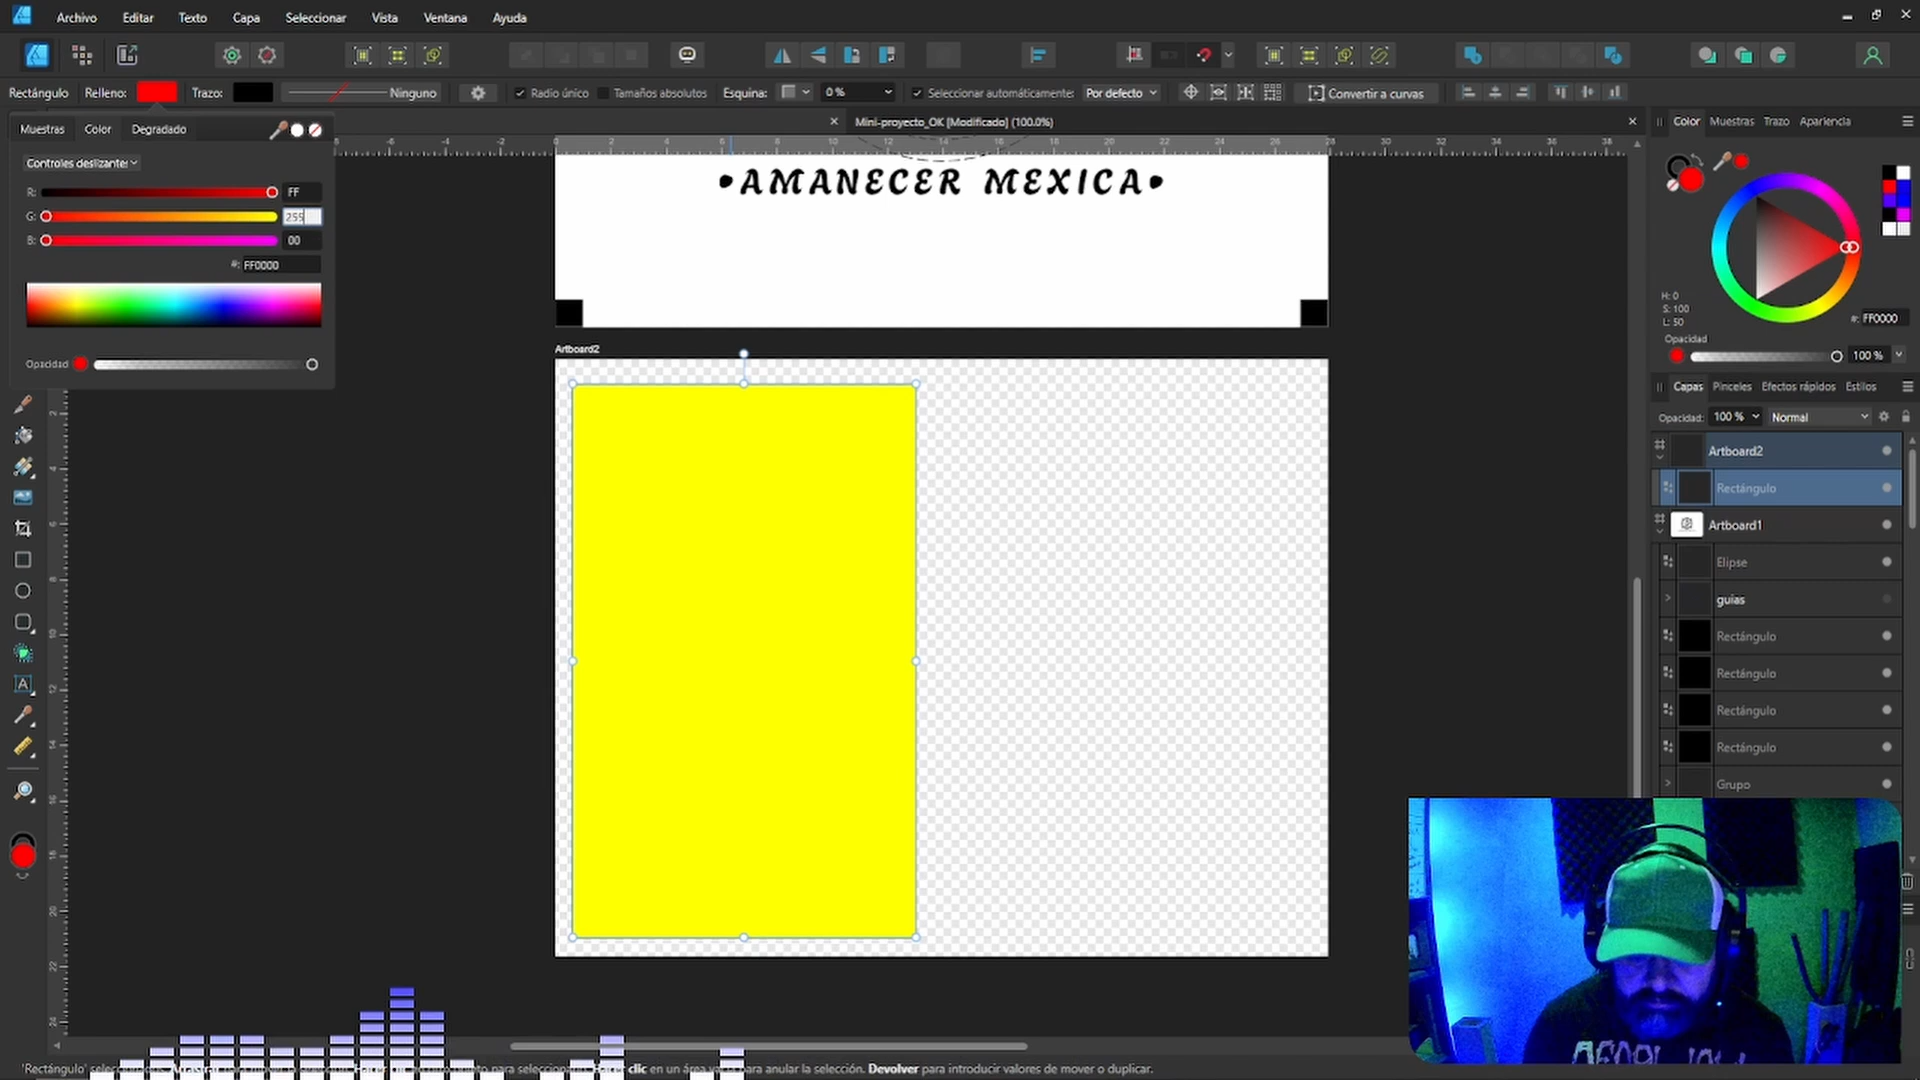 Archivo Editar Texto Capa Seleccionar Vista Ventana Ayuda
Rectángulo Relleno: Trazo: Ninguno Radio único Tamaños absolutos Esquina: 0 % Seleccionar automáticamente: Por defecto Convertir a curvas
Muestras Color Degradado
Mini-proyecto_OK [Modificado] (100.0%)
Color Muestras Trazo Apariencia
Controles deslizantes
R: FF
G: 255
B: 00
#: FF0000
Opacidad
•AMANECER MEXICA•
Artboard2
H: 0
S: 100
L: 50
#: FF0000
Opacidad
100 %
Capas Pinceles Efectos rápidos Estilos
Opacidad: 100 % Normal
Artboard2
Rectángulo
Artboard1
Elipse
guias
Rectángulo
Rectángulo
Rectángulo
Rectángulo
Grupo
clic en un área para anular la selección. Devolver para introducir valores de mover o duplicar.